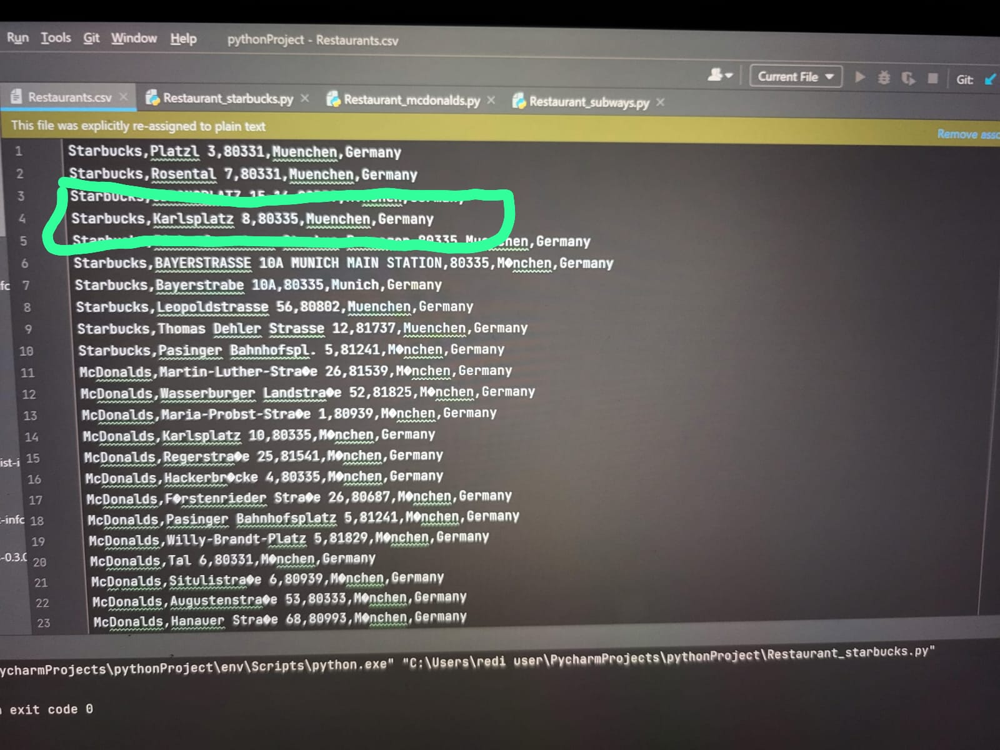 Run Tools Git Window Help pythonProject - Restaurants.csv
Current File Git:
Restaurants.csv Restaurant_starbucks.py Restaurant_mcdonalds.py Restaurant_subways.py
This file was explicitly re-assigned to plain text Remove
1 Starbucks,Platzl 3,80331,Muenchen,Germany
2 Starbucks,Rosental 7,80331,Muenchen,Germany
3 Starbucks,
4 Starbucks,Karlsplatz 8,80335,Muenchen,Germany
5 Starbucks, 80335,Muenchen,Germany
6 Starbucks,BAYERSTRASSE 10A MUNICH MAIN STATION,80335,M�nchen,Germany
7 Starbucks,Bayerstrabe 10A,80335,Munich,Germany
8 Starbucks,Leopoldstrasse 56,80802,Muenchen,Germany
9 Starbucks,Thomas Dehler Strasse 12,81737,Muenchen,Germany
10 Starbucks,Pasinger Bahnhofspl. 5,81241,M�nchen,Germany
11 McDonalds,Martin-Luther-Stra�e 26,81539,M�nchen,Germany
12 McDonalds,Wasserburger Landstra�e 52,81825,M�nchen,Germany
13 McDonalds,Maria-Probst-Stra�e 1,80939,M�nchen,Germany
14 McDonalds,Karlsplatz 10,80335,M�nchen,Germany
15 McDonalds,Regerstra�e 25,81541,M�nchen,Germany
16 McDonalds,Hackerbr�cke 4,80335,M�nchen,Germany
17 McDonalds,F�rstenrieder Stra�e 26,80687,M�nchen,Germany
18 McDonalds,Pasinger Bahnhofsplatz 5,81241,M�nchen,Germany
19 McDonalds,Willy-Brandt-Platz 5,81829,M�nchen,Germany
20 McDonalds,Tal 6,80331,M�nchen,Germany
21 McDonalds,Situlistra�e 6,80939,M�nchen,Germany
22 McDonalds,Augustenstra�e 53,80333,M�nchen,Germany
23 McDonalds,Hanauer Stra�e 68,80993,M�nchen,Germany
ycharmProjects\pythonProject\env\Scripts\python.exe" "C:\Users\redi user\PycharmProjects\pythonProject\Restaurant_starbucks.py"
exit code 0